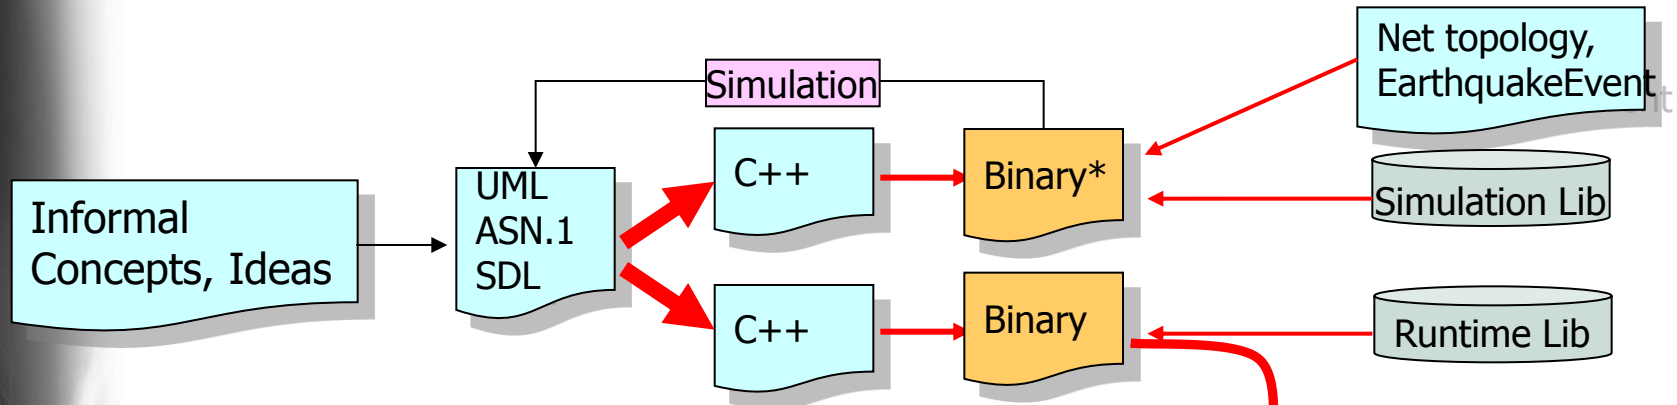 Net topology,
EarthquakeEvent
Simulation
C++
Binary*
Simulation Lib
Informal
Concepts, Ideas
UML
ASN.1
SDL
C++
Binary
Runtime Lib